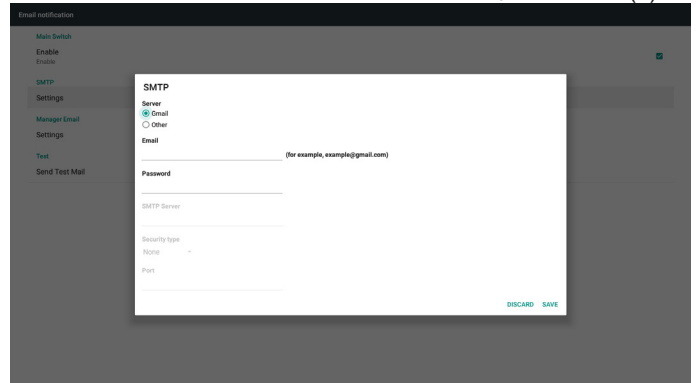 Email notification
Main Switch
Enable
Enable
SMTP
Settings
Manager Email
Settings
Test
Send Test Mail
SMTP
Server
Gmail
Other
Email
(for example, example@gmail.com)
Password
SMTP Server
Security type
None
Port
DISCARD SAVE